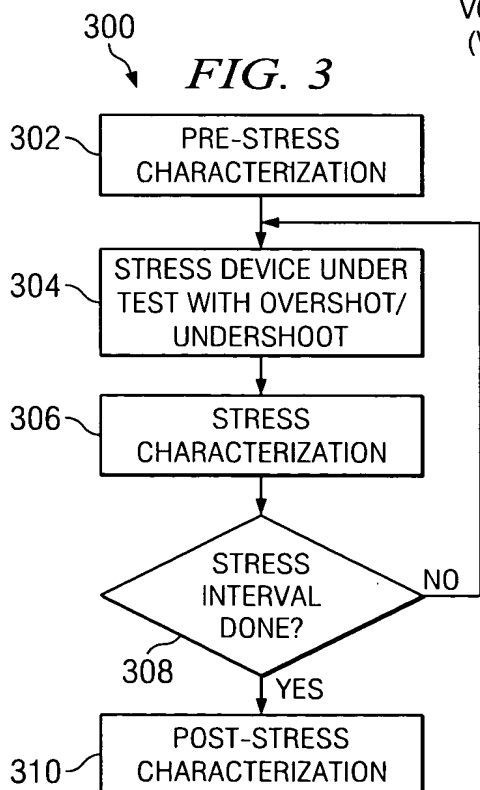 300
FIG. 3
302
PRE-STRESS
CHARACTERIZATION
304
STRESS DEVICE UNDER
TEST WITH OVERSHOT/
UNDERSHOOT
306
STRESS
CHARACTERIZATION
STRESS
INTERVAL
DONE?
NO
308
YES
310
POST-STRESS
CHARACTERIZATION